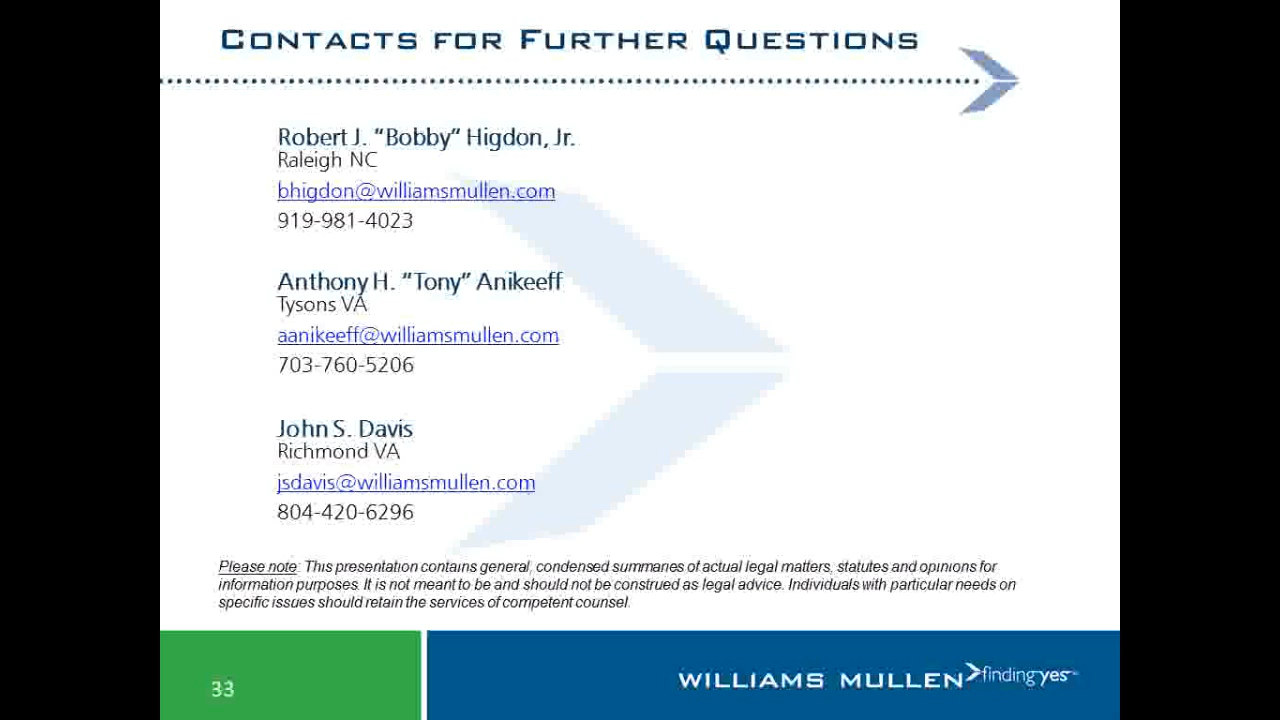 CONTACTS FOR FURTHER QUESTIONS
Robert J. "Bobby" Higdon, Jr.
Raleigh NC
bhigdon@williamsmullen.com
919-981-4023
Anthony H. "Tony" Anikeeff
Tysons VA
aanikeeff@williamsmullen.com
703-760-5206
John S. Davis
Richmond VA
jsdavis@williamsmullen.com
804-420-6296
Please note: This presentation contains general, condensed summaries of actual legal matters, statutes and opinions for
information purposes. It is not meant to be and should not be construed as legal advice. Individuals with particular needs on
specific issues should retain the services of competent counsel.
33
WILLIAMS MULLEN finding yes℠